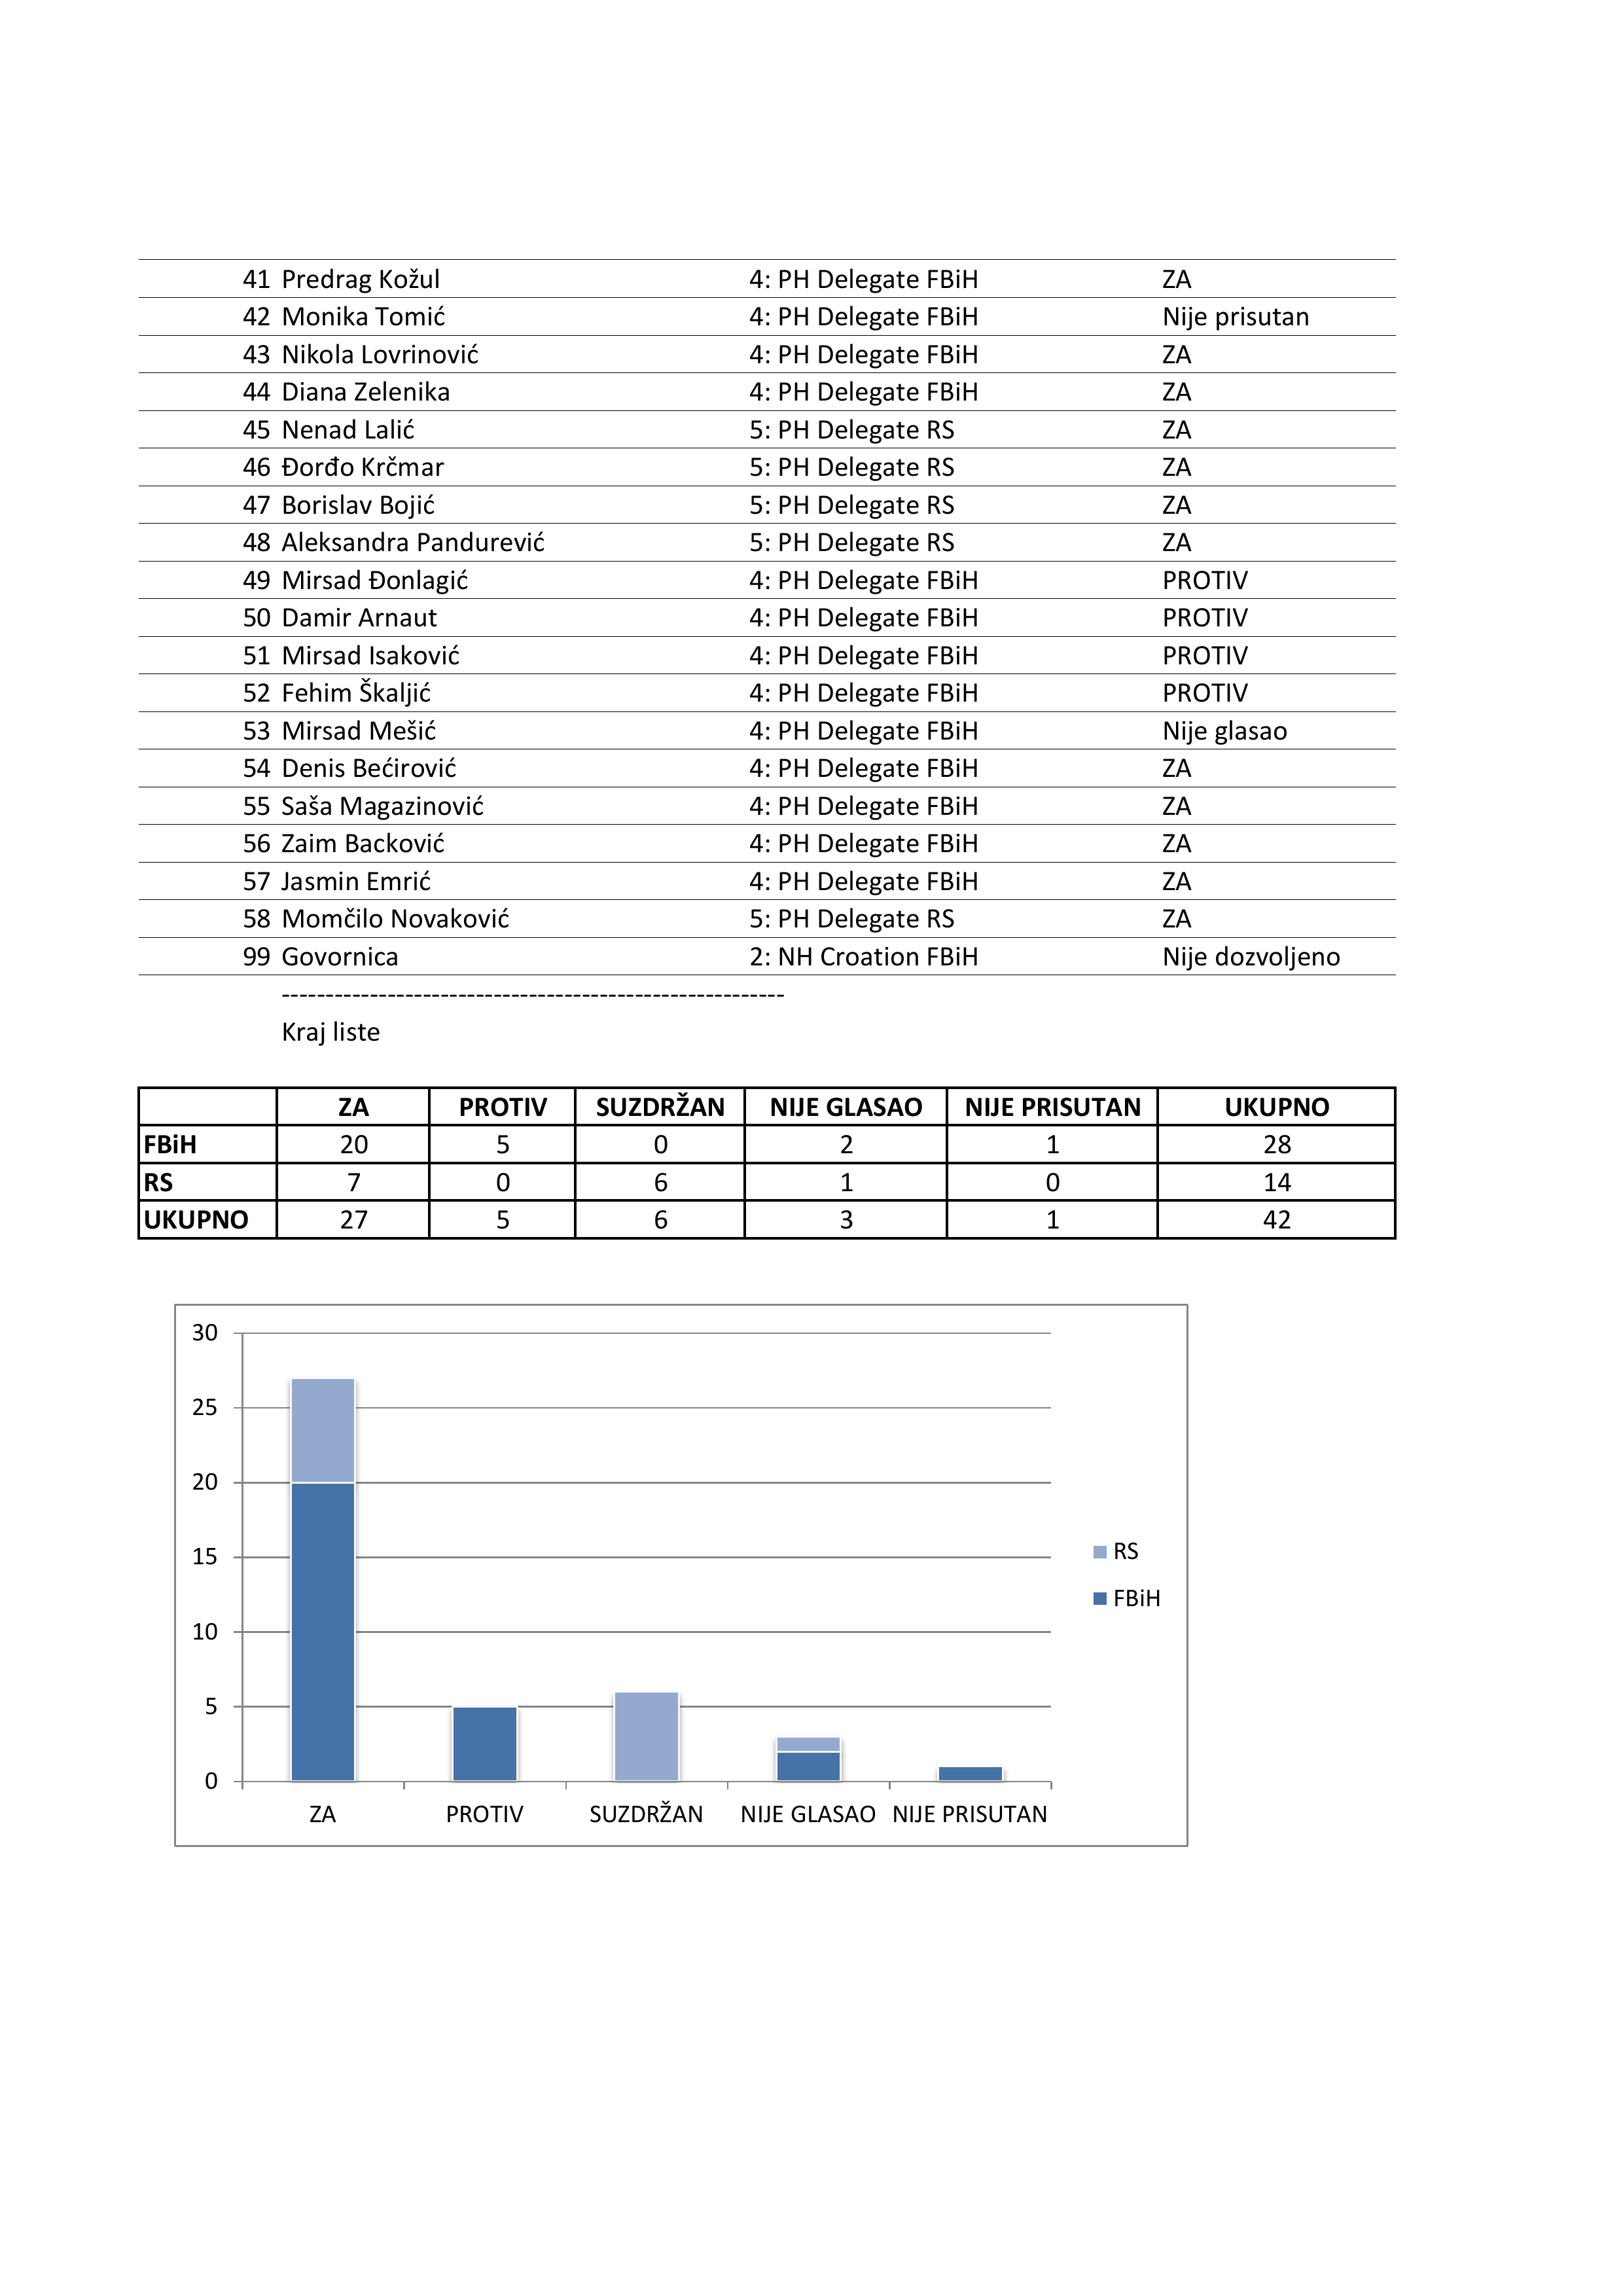 41 Predrag Kožul 4: PH Delegate FBiH ZA
42 Monika Tomić 4: PH Delegate FBiH Nije prisutan
43 Nikola Lovrinović 4: PH Delegate FBiH ZA
44 Diana Zelenika 4: PH Delegate FBiH ZA
45 Nenad Lalić 5: PH Delegate RS ZA
46 Đorđo Krčmar 5: PH Delegate RS ZA
47 Borislav Bojić 5: PH Delegate RS ZA
48 Aleksandra Pandurević 5: PH Delegate RS ZA
49 Mirsad Đonlagić 4: PH Delegate FBiH PROTIV
50 Damir Arnaut 4: PH Delegate FBiH PROTIV
51 Mirsad Isaković 4: PH Delegate FBiH PROTIV
52 Fehim Škaljić 4: PH Delegate FBiH PROTIV
53 Mirsad Mešić 4: PH Delegate FBiH Nije glasao
54 Denis Bećirović 4: PH Delegate FBiH ZA
55 Saša Magazinović 4: PH Delegate FBiH ZA
56 Zaim Backović 4: PH Delegate FBiH ZA
57 Jasmin Emrić 4: PH Delegate FBiH ZA
58 Momčilo Novaković 5: PH Delegate RS ZA
99 Govornica 2: NH Croation FBiH Nije dozvoljeno
---------------------------------------------------------
Kraj liste
ZA PROTIV SUZDRŽAN NIJE GLASAO NIJE PRISUTAN UKUPNO
FBiH 20 5 0 2 1 28
RS 7 0 6 1 0 14
UKUPNO 27 5 6 3 1 42
30
25
20
15
10
5
0
ZA PROTIV SUZDRŽAN NIJE GLASAO NIJE PRISUTAN
RS
FBiH